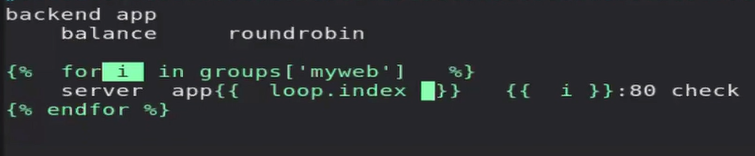 backend app
    balance      roundrobin
{%  for i  in groups['myweb']   %}
    server  app{{  loop.index  }}   {{  i }}:80 check
{% endfor %}